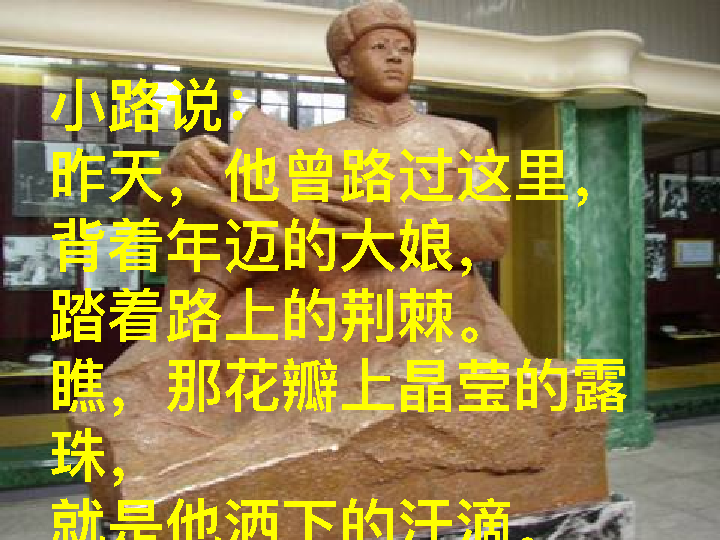 小路说：
昨天，他曾路过这里，
背着年迈的大娘，
踏着路上的荆棘。
瞧，那花瓣上晶莹的露
珠，
就是他洒下的汗滴。